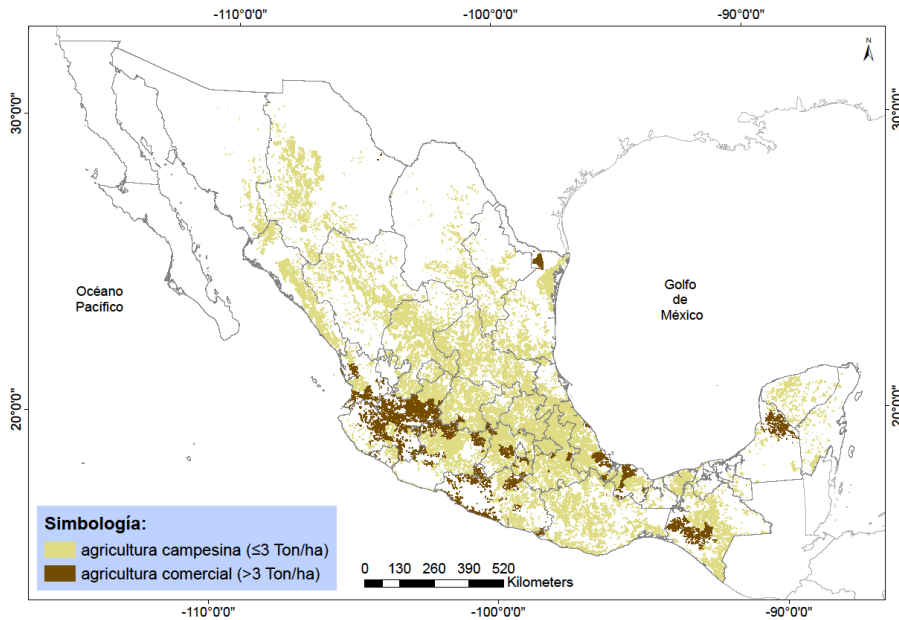 -110°0'0" -100°0'0" -90°0'0"
N
30°0'0" 30°0'0"
Océano
Pacífico
Golfo
de
México
20°0'0" 20°0'0"
Simbología:
agricultura campesina (≤3 Ton/ha)
agricultura comercial (>3 Ton/ha)
0 130 260 390 520
Kilometers
-110°0'0" -100°0'0" -90°0'0"